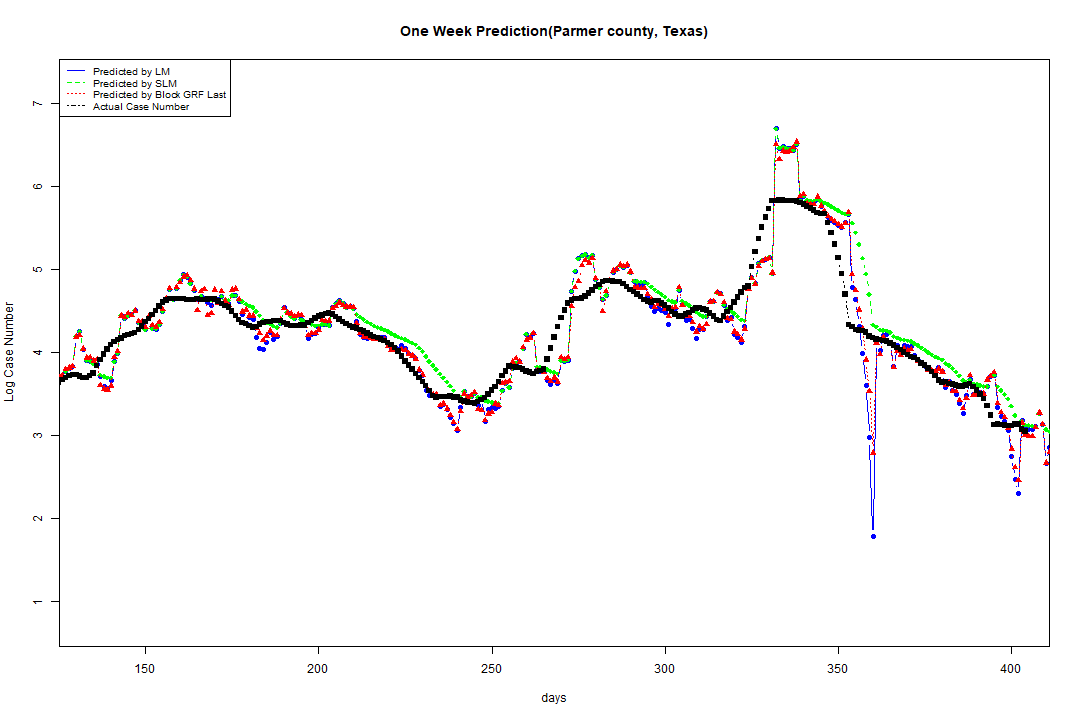 One Week Prediction(Parmer county, Texas)
Predicted by LM
Predicted by SLM
Predicted by Block GRF Last
Actual Case Number
7
6
5
4
3
2
1
Log Case Number
150 200 250 300 350 400
days